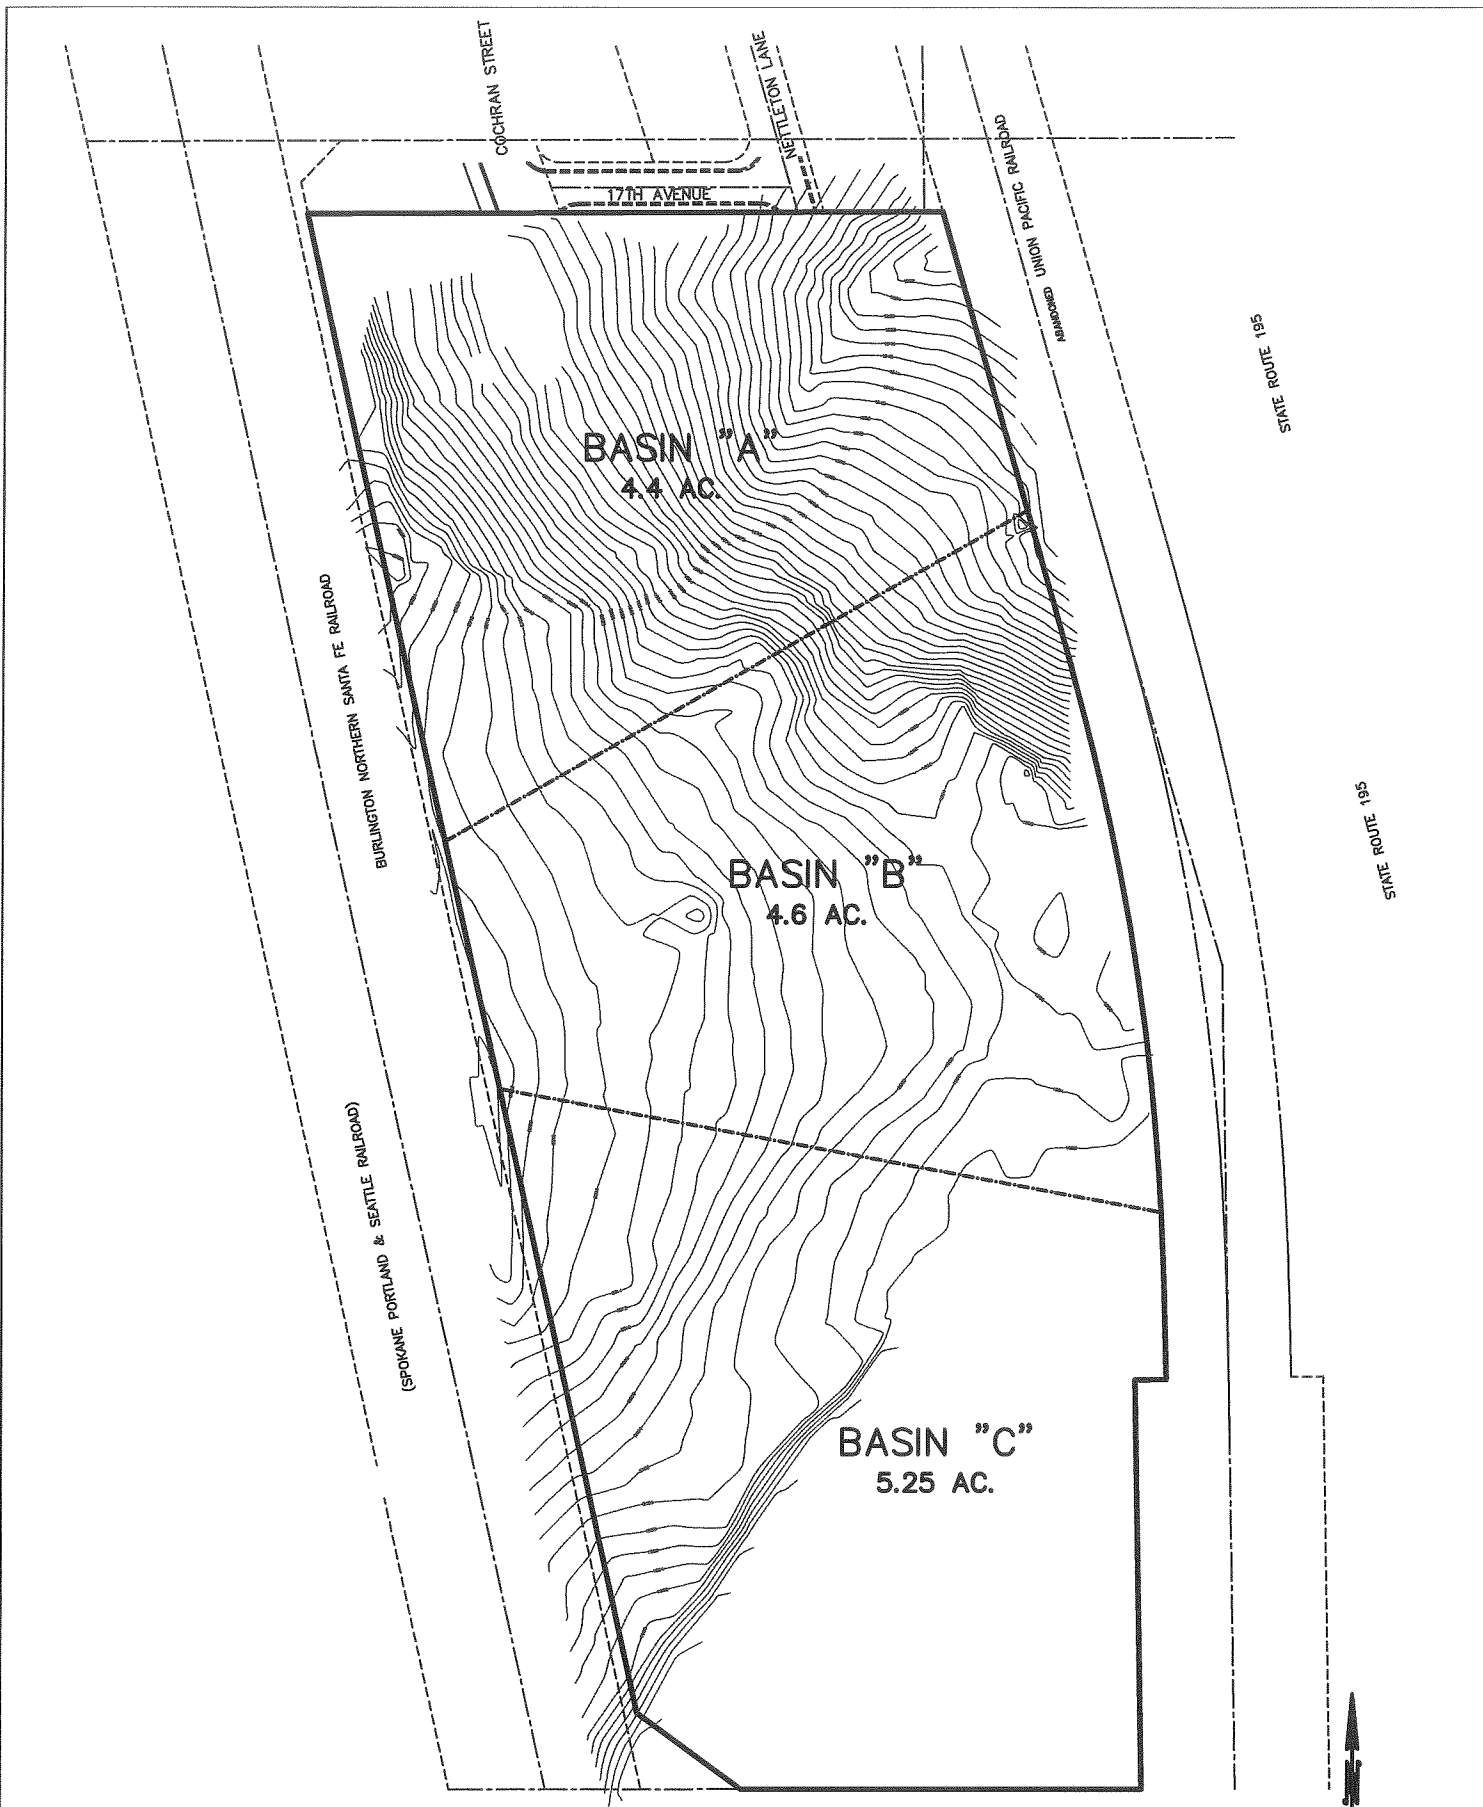 COCHRAN STREET
NETTLETON LANE
17TH AVENUE
ABANDONED UNION PACIFIC RAILROAD
STATE ROUTE 195
BASIN "A"
4.4 AC.
BURLINGTON NORTHERN SANTA FE RAILROAD
STATE ROUTE 195
BASIN "B"
4.6 AC.
(SPOKANE PORTLAND & SEATTLE RAILROAD)
BASIN "C"
5.25 AC.